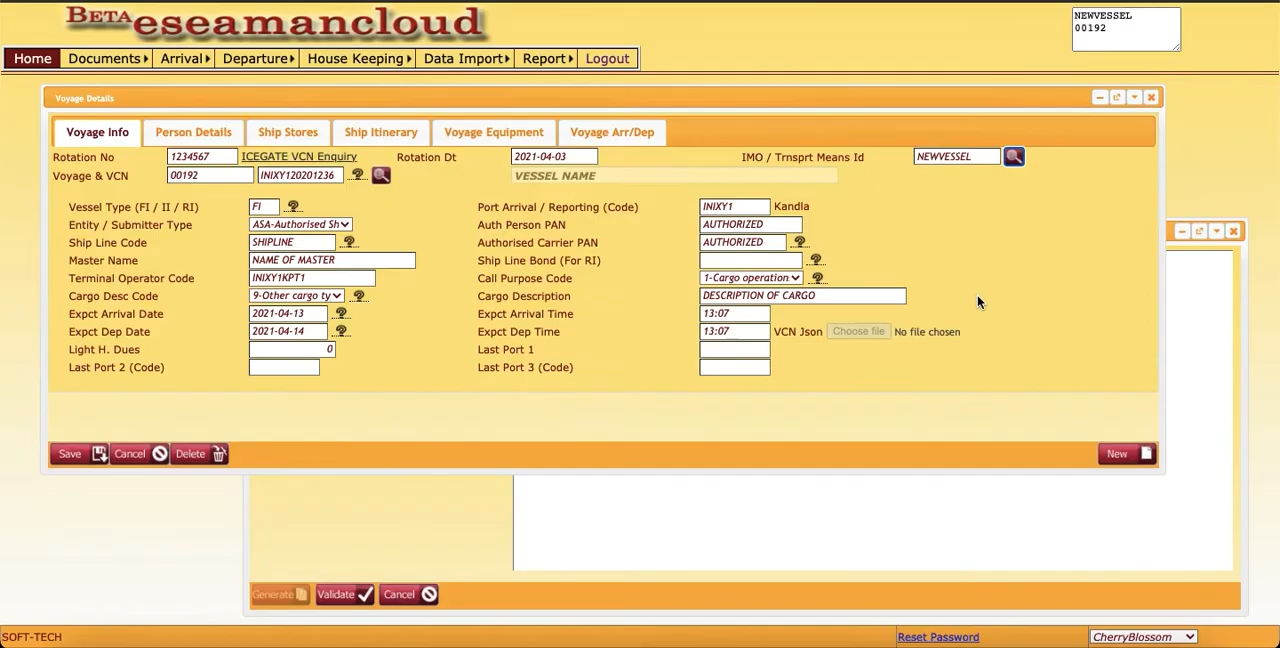 BETA eseamancloud
NEWVESSEL
00192
Home Documents Arrival Departure House Keeping Data Import Report Logout
Voyage Details
Voyage Info Person Details Ship Stores Ship Itinerary Voyage Equipment Voyage Arr/Dep
Rotation No 1234567 ICEGATE VCN Enquiry Rotation Dt 2021-04-03 IMO / Trnsprt Means Id NEWVESSEL
Voyage & VCN 00192 INIXY120201236 ? VESSEL NAME
Vessel Type (FI / II / RI) FI ? Port Arrival / Reporting (Code) INIXY1 Kandla
Entity / Submitter Type ASA-Authorised Sh Auth Person PAN AUTHORIZED
Ship Line Code SHIPLINE ? Authorised Carrier PAN AUTHORIZED ?
Master Name NAME OF MASTER Ship Line Bond (For RI) ?
Terminal Operator Code INIXY1KPT1 Call Purpose Code 1-Cargo operation ?
Cargo Desc Code 9-Other cargo ty ? Cargo Description DESCRIPTION OF CARGO
Expct Arrival Date 2021-04-13 ? Expct Arrival Time 13:07
Expct Dep Date 2021-04-14 ? Expct Dep Time 13:07 VCN Json Choose file No file chosen
Light H. Dues 0 Last Port 1
Last Port 2 (Code) Last Port 3 (Code)
Save Cancel Delete New
Generate Validate Cancel
SOFT-TECH Reset Password CherryBlossom